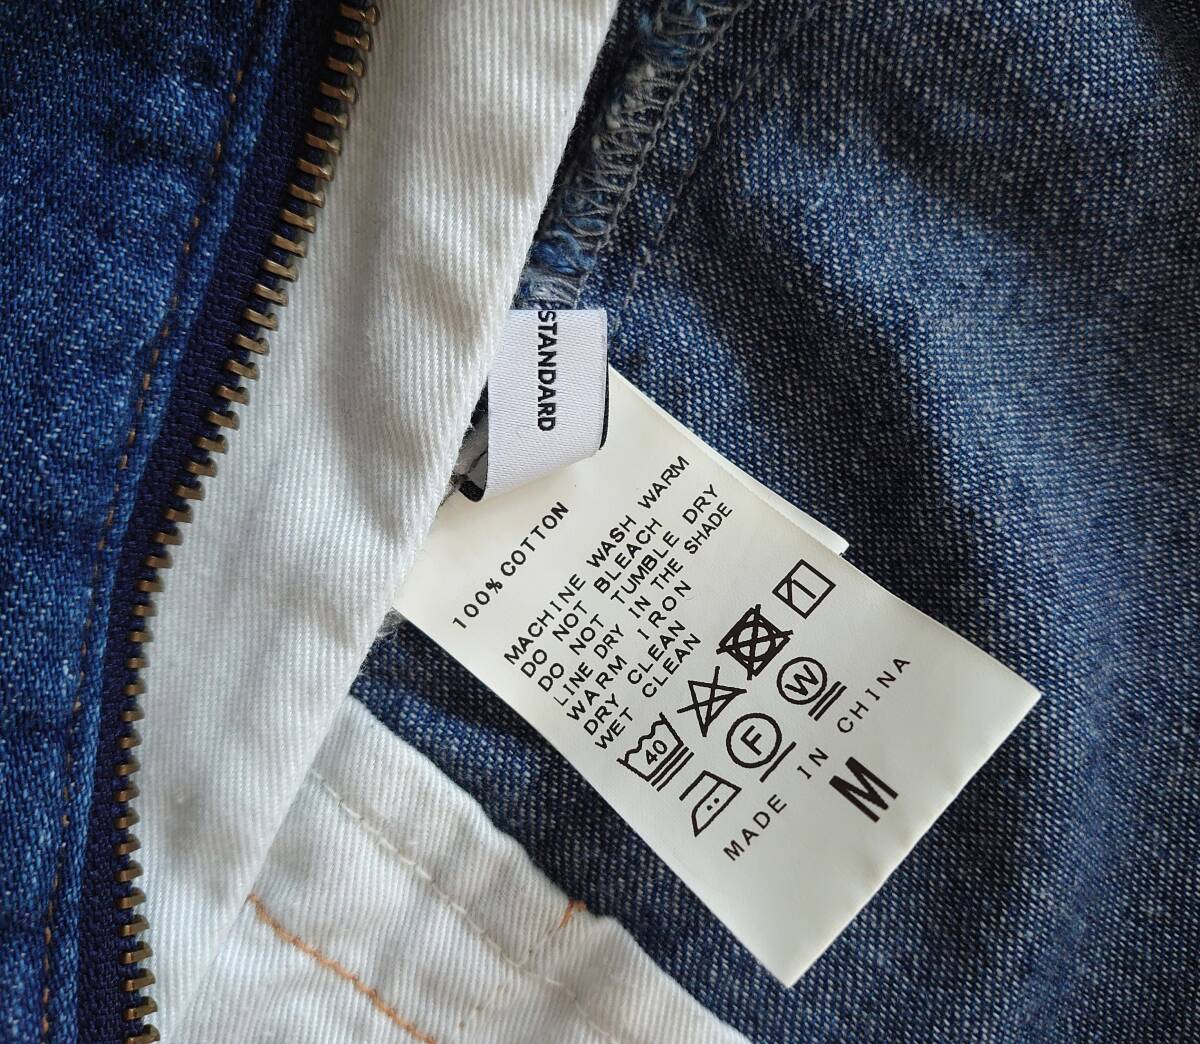 STANDARD
100% COTTON
MACHINE WASH WARM
DO NOT BLEACH
DO NOT TUMBLE DRY
LINE DRY IN THE SHADE
WARM IRON
DRY CLEAN
WET CLEAN
40
F
W
MADE IN CHINA
M